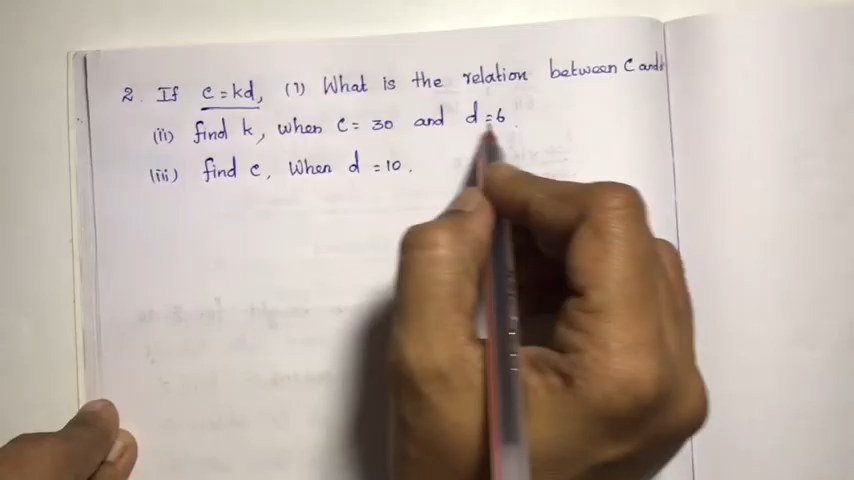 2. If c = kd, (i) What is the relation between C and d
(ii) find k, when C = 30 and d = 6.
(iii) find c, When d = 10.